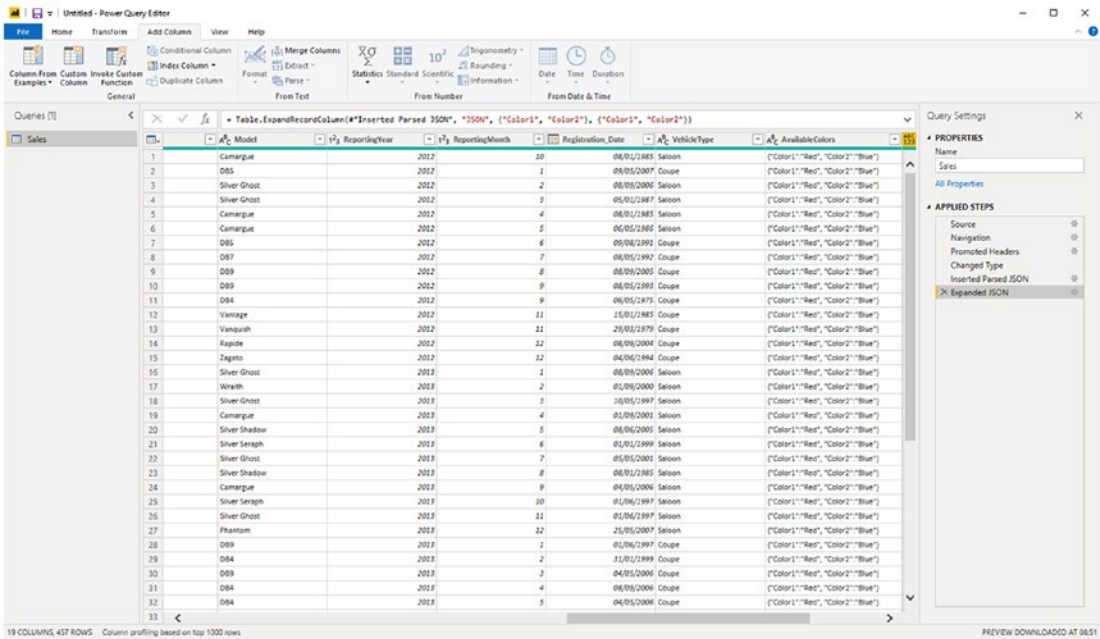 Untitled - Power Query Editor
File Home Transform Add Column View Help
Column From Examples Custom Column Invoke Custom Function
Conditional Column
Index Column
Duplicate Column
General
Format
Merge Columns
Extract
Parse
From Text
Statistics Standard Scientific
10²
Trigonometry
Rounding
Information
From Number
Date Time Duration
From Date & Time
Queries [1]
Sales
= Table.ExpandRecordColumn(#"Inserted Parsed JSON", "JSON", {"Color1", "Color2"}, {"Color1", "Color2"})
Model ReportingYear ReportingMonth Registration_Date VehicleType AvailableColors
1 Camargue 2012 10 08/01/1985 Saloon {"Color1":"Red", "Color2":"Blue"}
2 DB5 2012 1 09/05/2007 Coupe {"Color1":"Red", "Color2":"Blue"}
3 Silver Ghost 2012 2 08/09/2006 Saloon {"Color1":"Red", "Color2":"Blue"}
4 Silver Ghost 2012 3 05/01/1987 Saloon {"Color1":"Red", "Color2":"Blue"}
5 Camargue 2012 4 08/01/1985 Saloon {"Color1":"Red", "Color2":"Blue"}
6 Camargue 2012 5 06/05/1986 Saloon {"Color1":"Red", "Color2":"Blue"}
7 DB5 2012 6 09/08/1991 Coupe {"Color1":"Red", "Color2":"Blue"}
8 DB7 2012 7 08/05/1992 Coupe {"Color1":"Red", "Color2":"Blue"}
9 DB9 2012 8 08/09/2005 Coupe {"Color1":"Red", "Color2":"Blue"}
10 DB9 2012 9 08/05/1993 Coupe {"Color1":"Red", "Color2":"Blue"}
11 DB4 2012 9 06/05/1975 Coupe {"Color1":"Red", "Color2":"Blue"}
12 Vantage 2012 11 15/01/1985 Coupe {"Color1":"Red", "Color2":"Blue"}
13 Vanquish 2012 11 29/03/1979 Coupe {"Color1":"Red", "Color2":"Blue"}
14 Rapide 2012 12 08/09/2004 Coupe {"Color1":"Red", "Color2":"Blue"}
15 Zagato 2012 12 04/06/1994 Coupe {"Color1":"Red", "Color2":"Blue"}
16 Silver Ghost 2013 1 08/09/2006 Saloon {"Color1":"Red", "Color2":"Blue"}
17 Wraith 2013 2 01/09/2000 Saloon {"Color1":"Red", "Color2":"Blue"}
18 Silver Ghost 2013 3 10/05/1997 Saloon {"Color1":"Red", "Color2":"Blue"}
19 Camargue 2013 4 01/09/2001 Saloon {"Color1":"Red", "Color2":"Blue"}
20 Silver Shadow 2013 5 08/06/2005 Saloon {"Color1":"Red", "Color2":"Blue"}
21 Silver Seraph 2013 6 01/01/1999 Saloon {"Color1":"Red", "Color2":"Blue"}
22 Silver Ghost 2013 7 05/05/2001 Saloon {"Color1":"Red", "Color2":"Blue"}
23 Silver Shadow 2013 8 08/01/1985 Saloon {"Color1":"Red", "Color2":"Blue"}
24 Camargue 2013 9 04/05/2006 Saloon {"Color1":"Red", "Color2":"Blue"}
25 Silver Seraph 2013 10 01/06/1997 Saloon {"Color1":"Red", "Color2":"Blue"}
26 Silver Ghost 2013 11 01/06/1997 Saloon {"Color1":"Red", "Color2":"Blue"}
27 Phantom 2013 12 25/05/2007 Saloon {"Color1":"Red", "Color2":"Blue"}
28 DB9 2013 1 01/06/1997 Coupe {"Color1":"Red", "Color2":"Blue"}
29 DB4 2013 2 31/01/1999 Coupe {"Color1":"Red", "Color2":"Blue"}
30 DB9 2013 3 04/05/2006 Coupe {"Color1":"Red", "Color2":"Blue"}
31 DB4 2013 4 08/09/2006 Coupe {"Color1":"Red", "Color2":"Blue"}
32 DB4 2013 5 04/05/2006 Coupe {"Color1":"Red", "Color2":"Blue"}
33
Query Settings
PROPERTIES
Name
Sales
All Properties
APPLIED STEPS
Source
Navigation
Promoted Headers
Changed Type
Inserted Parsed JSON
Expanded JSON
19 COLUMNS, 457 ROWS Column profiling based on top 1000 rows
PREVIEW DOWNLOADED AT 08:51